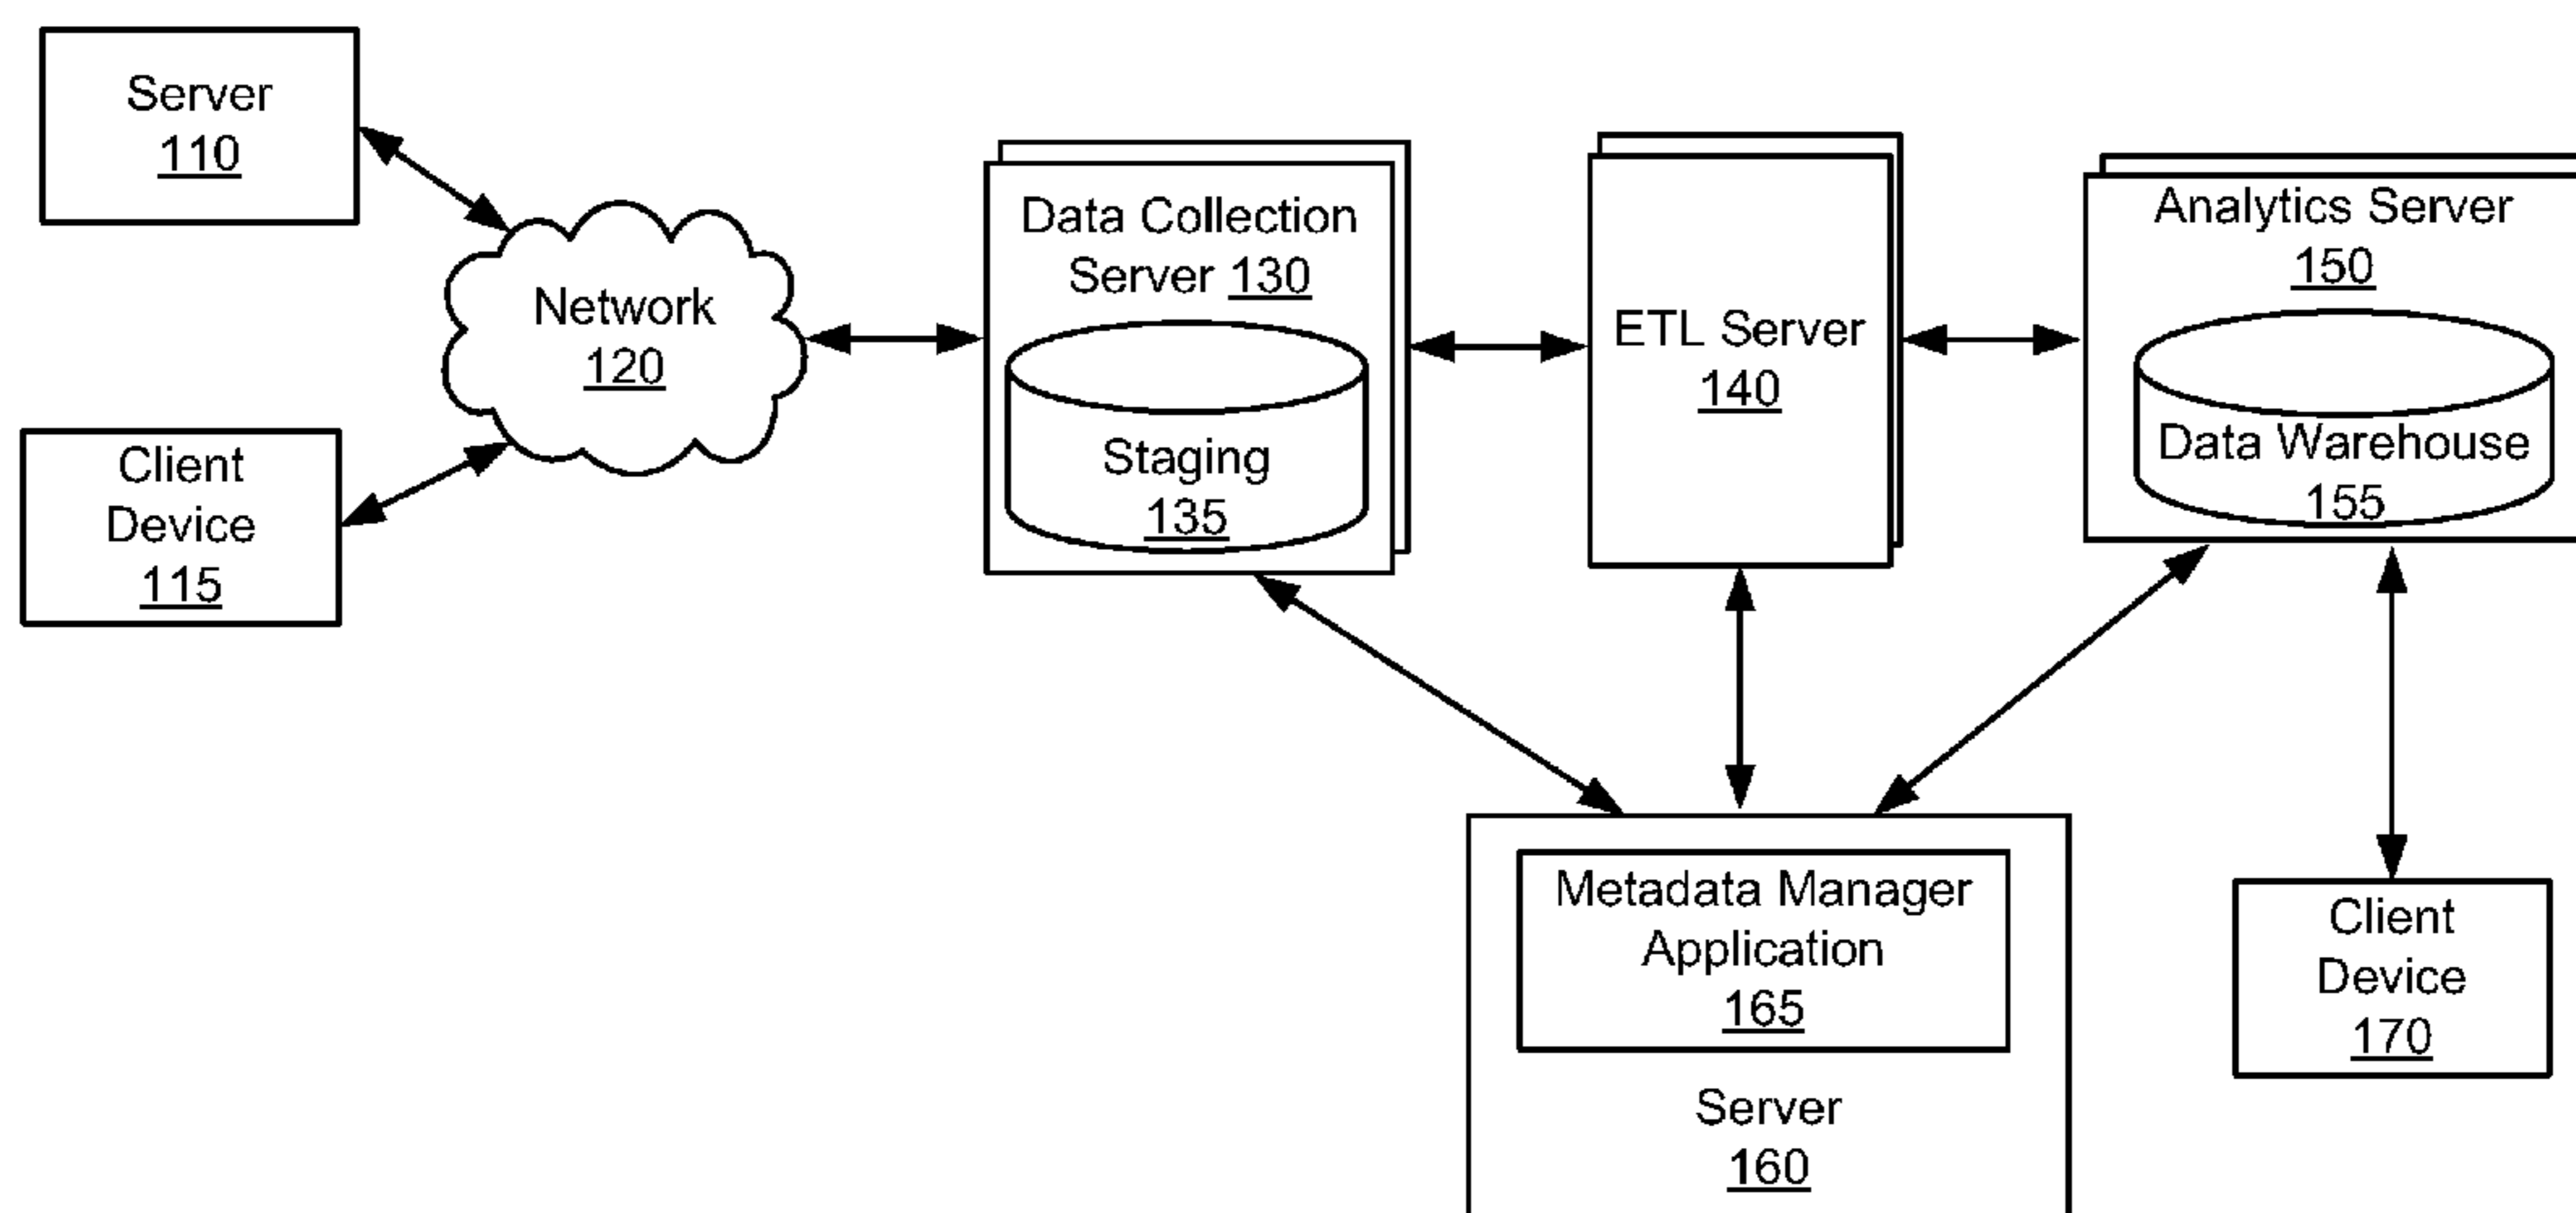 Server
110
Client
Device
115
Network
120
Data Collection
Server 130
Staging
135
ETL Server
140
Analytics Server
150
Data Warehouse
155
Metadata Manager
Application
165
Server
160
Client
Device
170